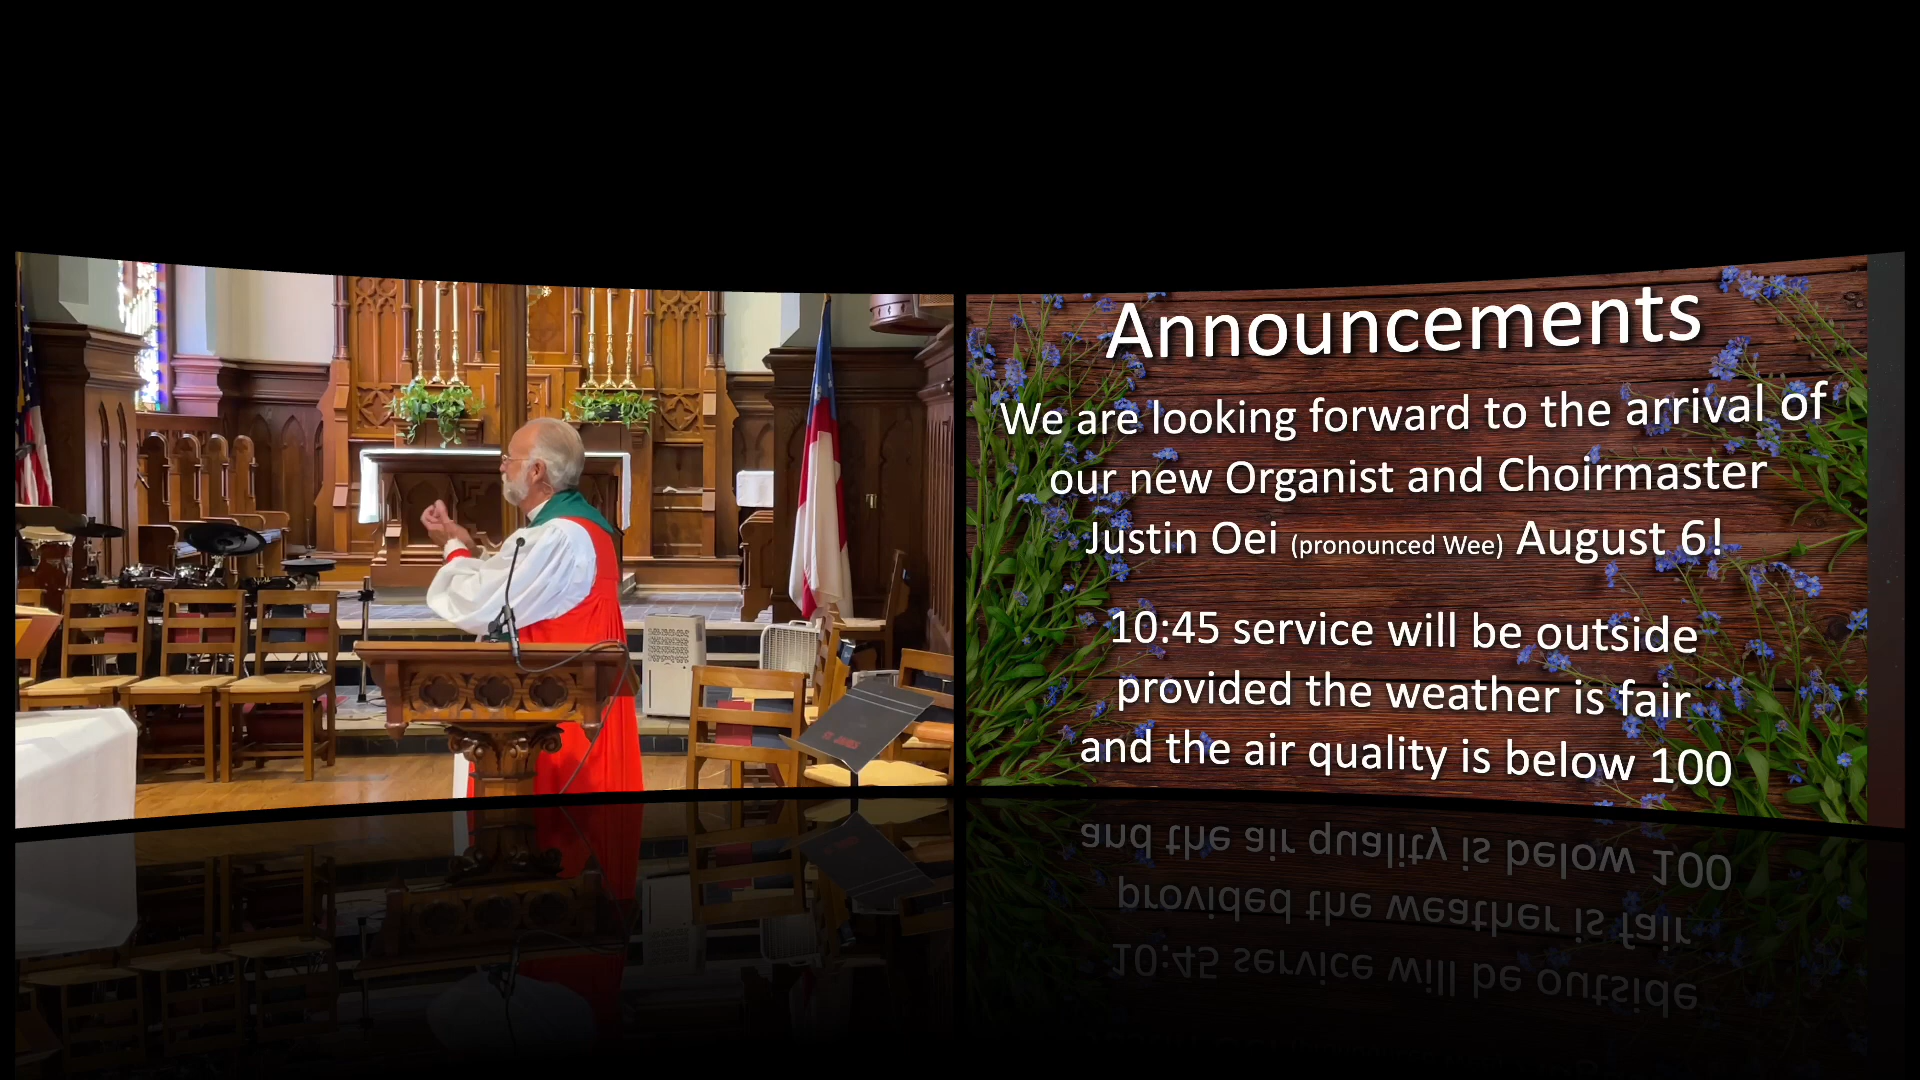 Announcements
We are looking forward to the arrival of
our new Organist and Choirmaster
Justin Oei (pronounced Wee) August 6!
10:45 service will be outside
provided the weather is fair
and the air quality is below 100
ST. JAMES